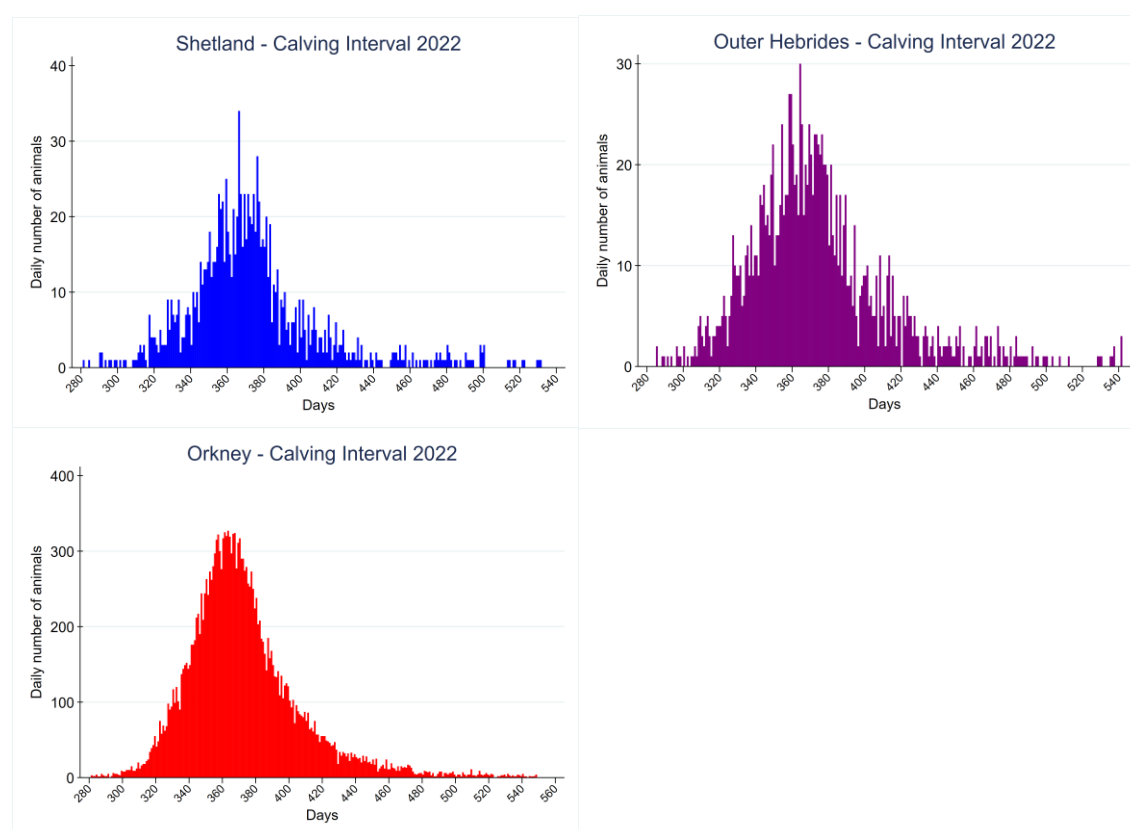 Shetland - Calving Interval 2022
Daily number of animals
40
30
20
10
0
280 300 320 340 360 380 400 420 440 460 480 500 520 540
Days
Outer Hebrides - Calving Interval 2022
Daily number of animals
30
20
10
0
280 300 320 340 360 380 400 420 440 460 480 500 520 540
Days
Orkney - Calving Interval 2022
Daily number of animals
400
300
200
100
0
280 300 320 340 360 380 400 420 440 460 480 500 520 540 560
Days